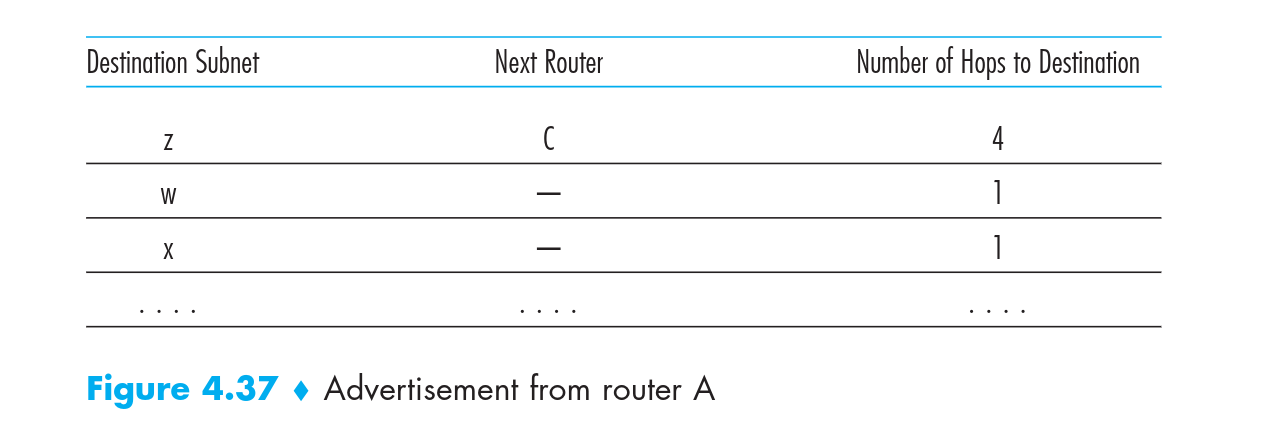 Destination Subnet Next Router Number of Hops to Destination
z C 4
w — 1
x — 1
. . . . . . . . . . . .
Figure 4.37 ♦ Advertisement from router A